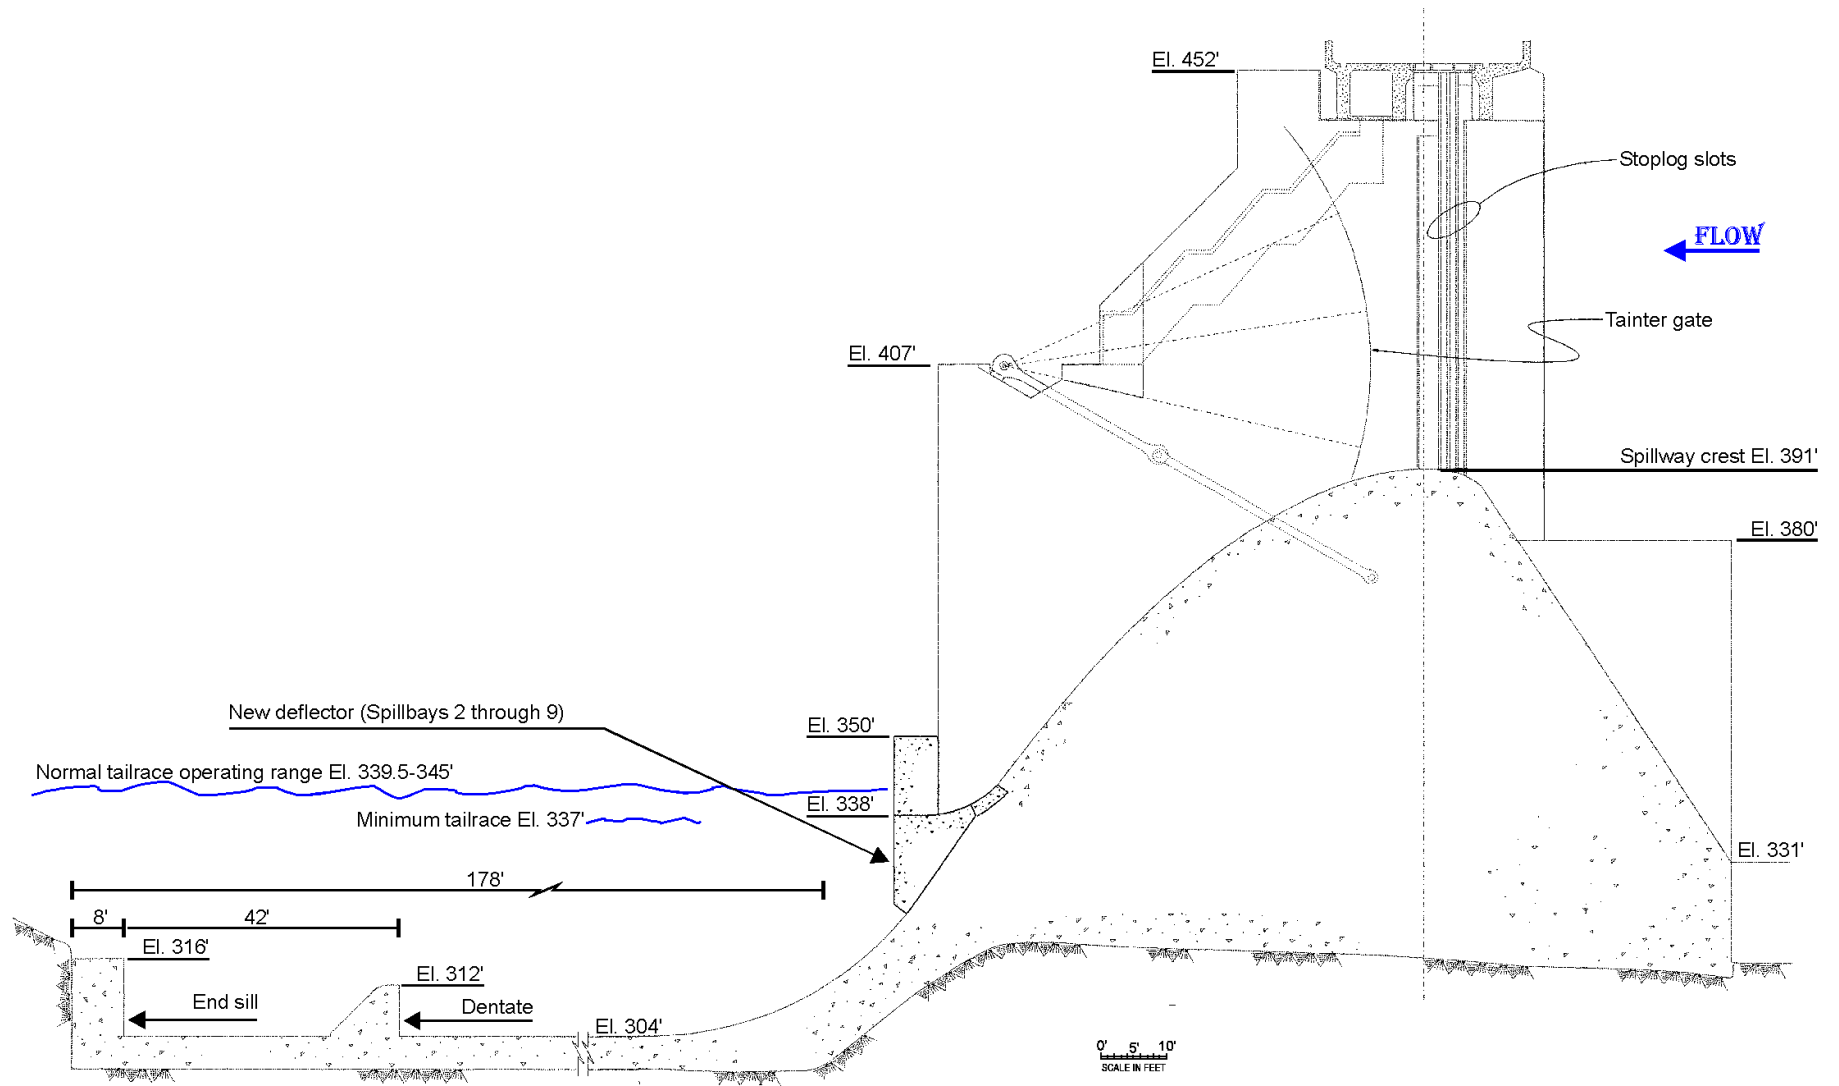 El. 452'
Stoplog slots
FLOW
Tainter gate
El. 407'
Spillway crest El. 391'
El. 380'
New deflector (Spillbays 2 through 9)
El. 350'
Normal tailrace operating range El. 339.5-345'
El. 338'
Minimum tailrace El. 337'
El. 331'
178'
8'
42'
El. 316'
El. 312'
End sill
Dentate
El. 304'
0' 5' 10'
SCALE IN FEET